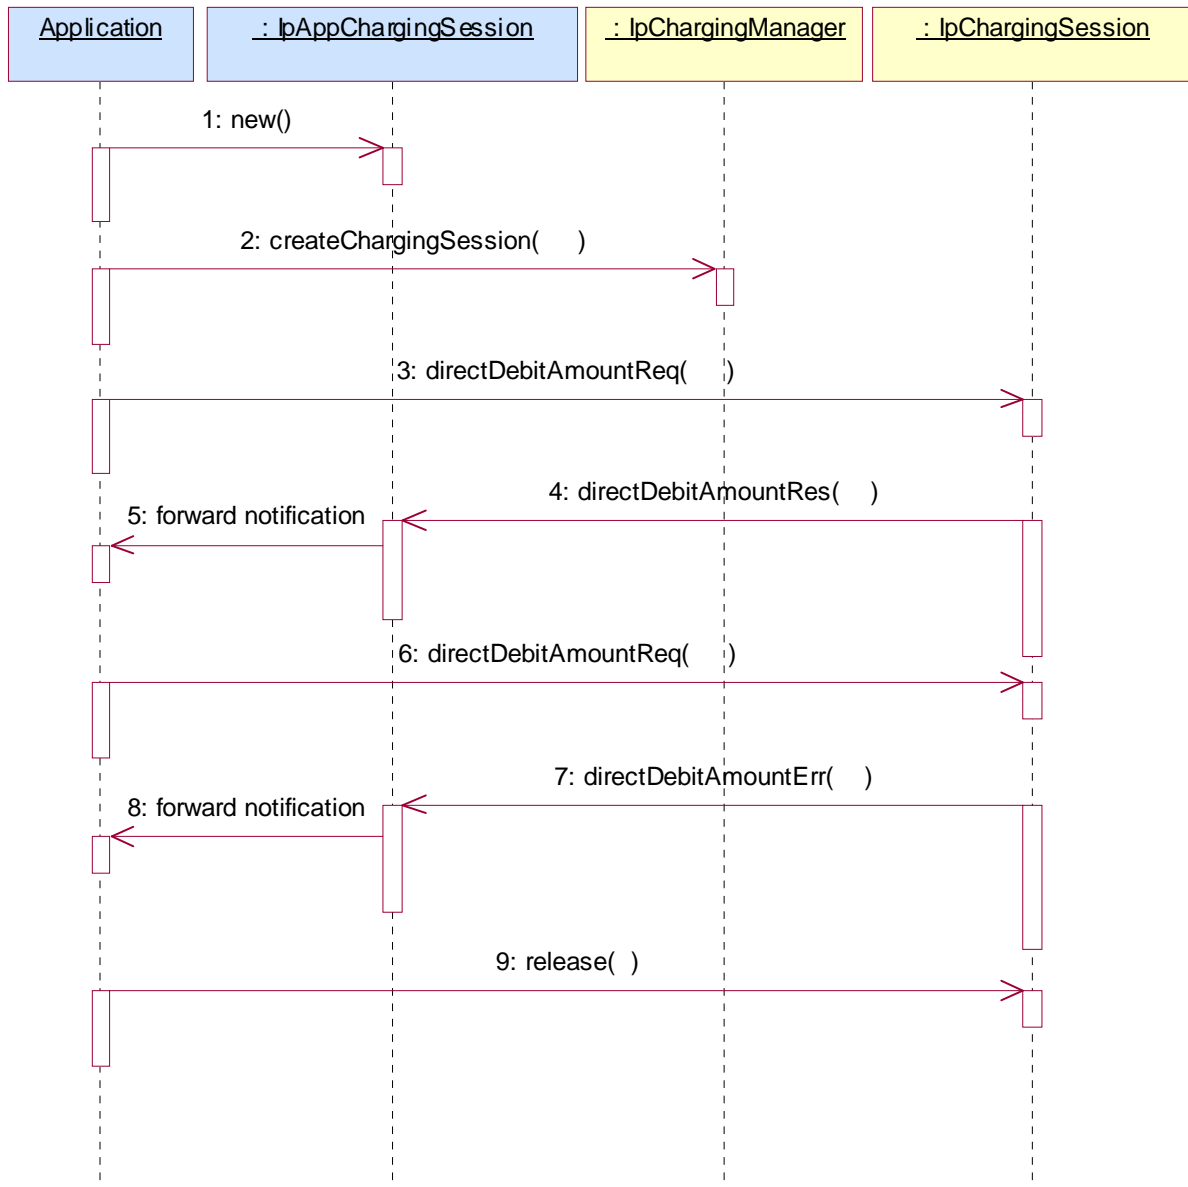 Application
: IpAppChargingSession
: IpChargingManager
: IpChargingSession
1: new()
2: createChargingSession( )
3: directDebitAmountReq( )
4: directDebitAmountRes( )
5: forward notification
6: directDebitAmountReq( )
7: directDebitAmountErr( )
8: forward notification
9: release( )